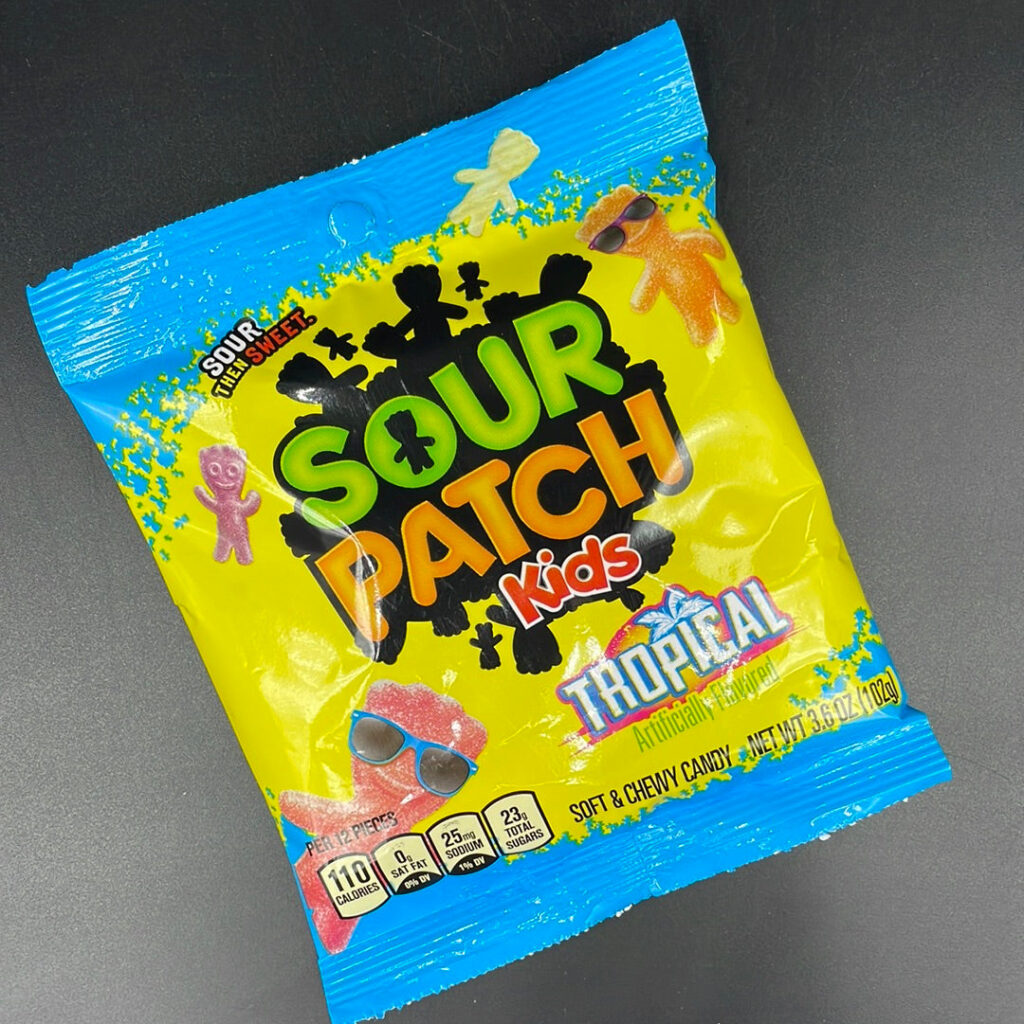 SOUR
THEN SWEET.
SOUR
PATCH
Kids
TROPICAL
Artificially Flavored
SOFT & CHEWY CANDY NET WT 3.6 OZ (102g)
PER 12 PIECES
110
CALORIES
0g
SAT FAT
0% DV
25mg
SODIUM
1% DV
23g
TOTAL
SUGARS